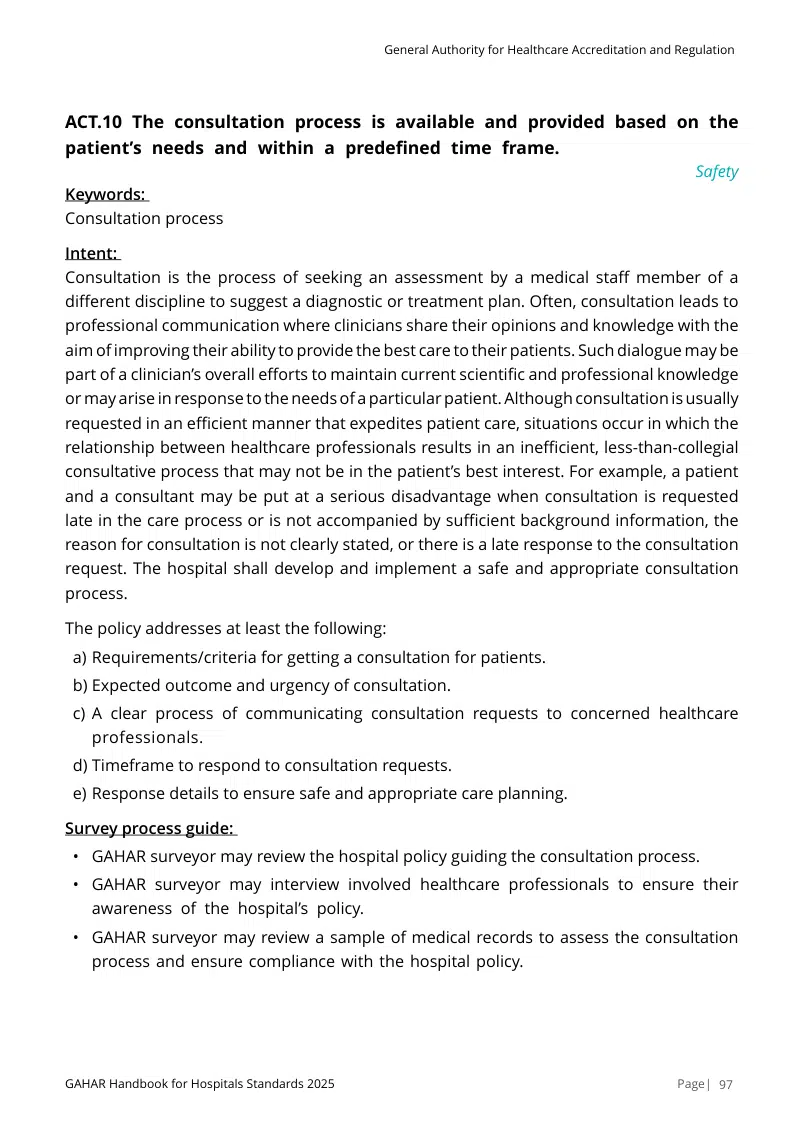 General Authority for Healthcare Accreditation and Regulation
ACT.10 The consultation process is available and provided based on the
patient’s needs and within a predefined time frame.
Safety
Keywords:
Consultation process
Intent:
Consultation is the process of seeking an assessment by a medical staff member of a
different discipline to suggest a diagnostic or treatment plan. Often, consultation leads to
professional communication where clinicians share their opinions and knowledge with the
aim of improving their ability to provide the best care to their patients. Such dialogue may be
part of a clinician’s overall efforts to maintain current scientific and professional knowledge
or may arise in response to the needs of a particular patient. Although consultation is usually
requested in an efficient manner that expedites patient care, situations occur in which the
relationship between healthcare professionals results in an inefficient, less-than-collegial
consultative process that may not be in the patient’s best interest. For example, a patient
and a consultant may be put at a serious disadvantage when consultation is requested
late in the care process or is not accompanied by sufficient background information, the
reason for consultation is not clearly stated, or there is a late response to the consultation
request. The hospital shall develop and implement a safe and appropriate consultation
process.
The policy addresses at least the following:
a) Requirements/criteria for getting a consultation for patients.
b) Expected outcome and urgency of consultation.
c) A clear process of communicating consultation requests to concerned healthcare
professionals.
d) Timeframe to respond to consultation requests.
e) Response details to ensure safe and appropriate care planning.
Survey process guide:
• GAHAR surveyor may review the hospital policy guiding the consultation process.
• GAHAR surveyor may interview involved healthcare professionals to ensure their
awareness of the hospital’s policy.
• GAHAR surveyor may review a sample of medical records to assess the consultation
process and ensure compliance with the hospital policy.
GAHAR Handbook for Hospitals Standards 2025
Page| 97